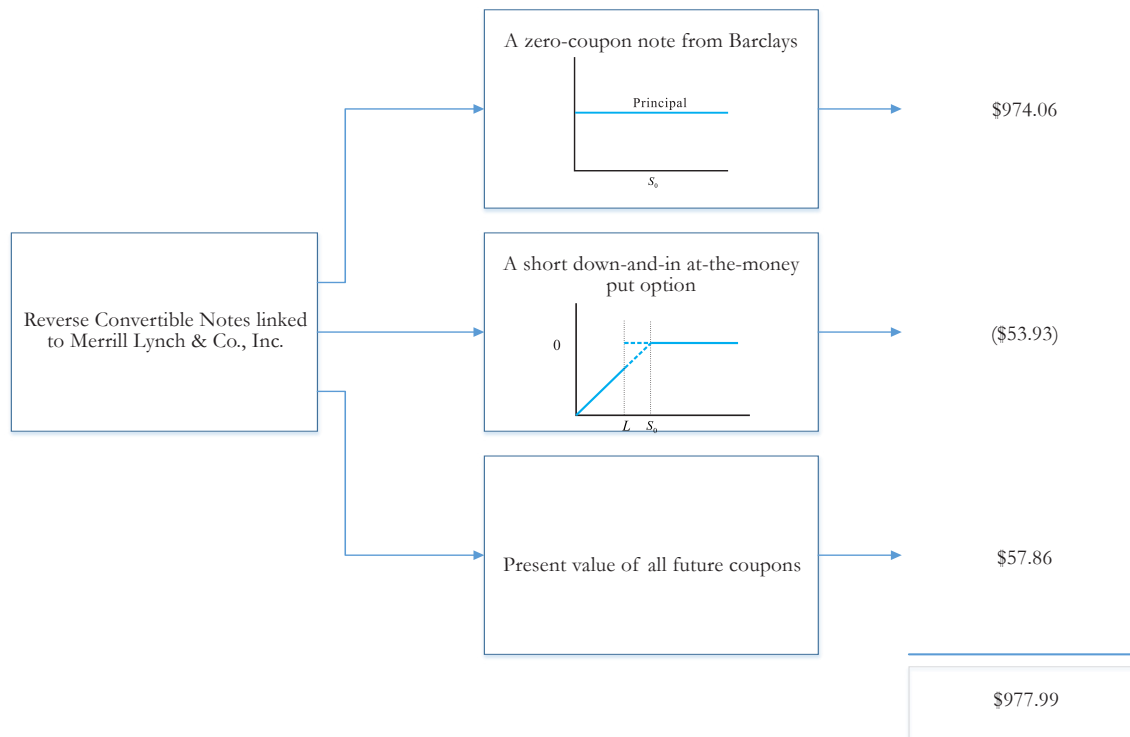 A zero-coupon note from Barclays
Principal
S₀
$974.06
Reverse Convertible Notes linked
to Merrill Lynch & Co., Inc.
A short down-and-in at-the-money
put option
0
L S₀
($53.93)
Present value of all future coupons
$57.86
$977.99